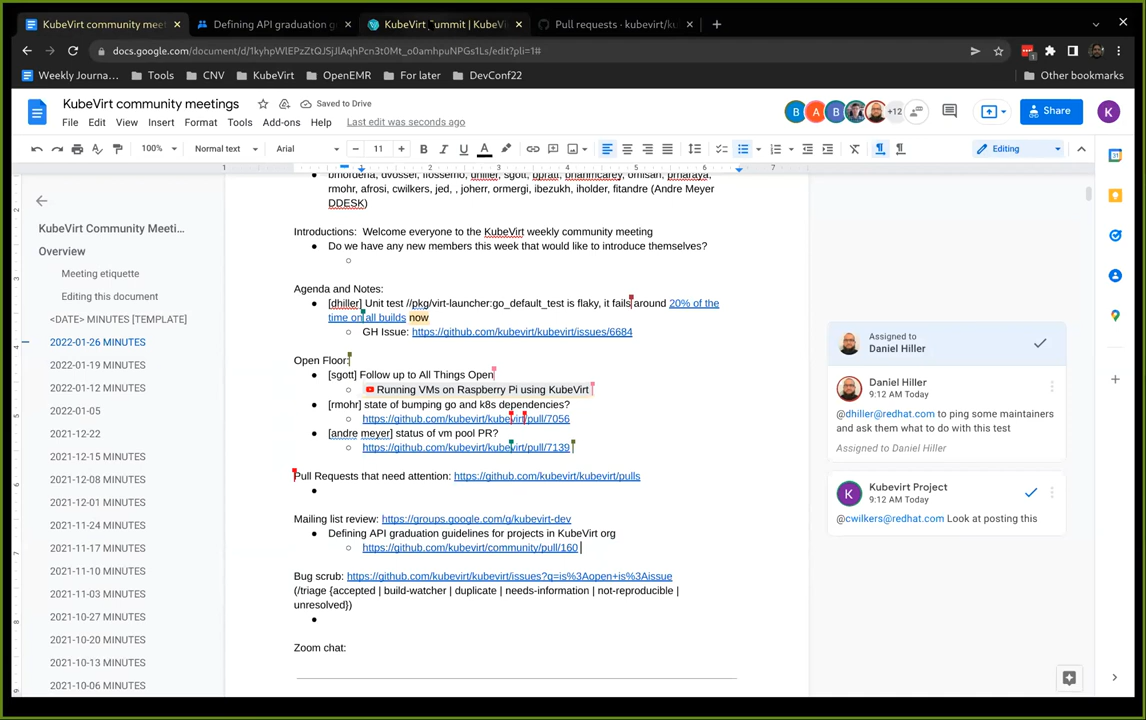 KubeVirt community meet
Defining API graduation g
KubeVirt Summit | KubeVi
Pull requests · kubevirt/ku
docs.google.com/document/d/1kyhpWlEPzZtQJSjJlAqhPcn3t0Mt_o0amhpuNPG1Ls/edit?pli=1#
Weekly Journa...
Tools
CNV
KubeVirt
OpenEMR
For later
DevConf22
Other bookmarks
KubeVirt community meetings
Saved to Drive
File Edit View Insert Format Tools Add-ons Help Last edit was seconds ago
B A B +12
Share
K
100% Normal text Arial 11 B I U A
Editing
1 1 2 3 4 5 6 7
KubeVirt Community Meeti...
Overview
Meeting etiquette
Editing this document
<DATE> MINUTES [TEMPLATE]
2022-01-26 MINUTES
2022-01-19 MINUTES
2022-01-12 MINUTES
2022-01-05
2021-12-22
2021-12-15 MINUTES
2021-12-08 MINUTES
2021-12-01 MINUTES
2021-11-24 MINUTES
2021-11-17 MINUTES
2021-11-10 MINUTES
2021-11-03 MINUTES
2021-10-27 MINUTES
2021-10-20 MINUTES
2021-10-13 MINUTES
2021-10-06 MINUTES
rmohr, afrosi, cwilkers, jed, , joherr, ormergi, ibezukh, iholder, fitandre (Andre Meyer
DDESK)
Introductions: Welcome everyone to the KubeVirt weekly community meeting
● Do we have any new members this week that would like to introduce themselves?
○
Agenda and Notes:
● [dhiller] Unit test //pkg/virt-launcher:go_default_test is flaky, it fails around 20% of the
time on all builds now
○ GH Issue: https://github.com/kubevirt/kubevirt/issues/6684
Open Floor:
● [sgott] Follow up to All Things Open
○ Running VMs on Raspberry Pi using KubeVirt
● [rmohr] state of bumping go and k8s dependencies?
○ https://github.com/kubevirt/kubevirt/pull/7056
● [andre meyer] status of vm pool PR?
○ https://github.com/kubevirt/kubevirt/pull/7139
Pull Requests that need attention: https://github.com/kubevirt/kubevirt/pulls
●
Mailing list review: https://groups.google.com/g/kubevirt-dev
● Defining API graduation guidelines for projects in KubeVirt org
○ https://github.com/kubevirt/community/pull/160
Bug scrub: https://github.com/kubevirt/kubevirt/issues?q=is%3Aopen+is%3Aissue
(/triage {accepted | build-watcher | duplicate | needs-information | not-reproducible |
unresolved})
●
Zoom chat:
Assigned to
Daniel Hiller
Daniel Hiller
9:12 AM Today
@dhiller@redhat.com to ping some maintainers
and ask them what to do with this test
Assigned to Daniel Hiller
K
Kubevirt Project
9:12 AM Today
@cwilkers@redhat.com Look at posting this